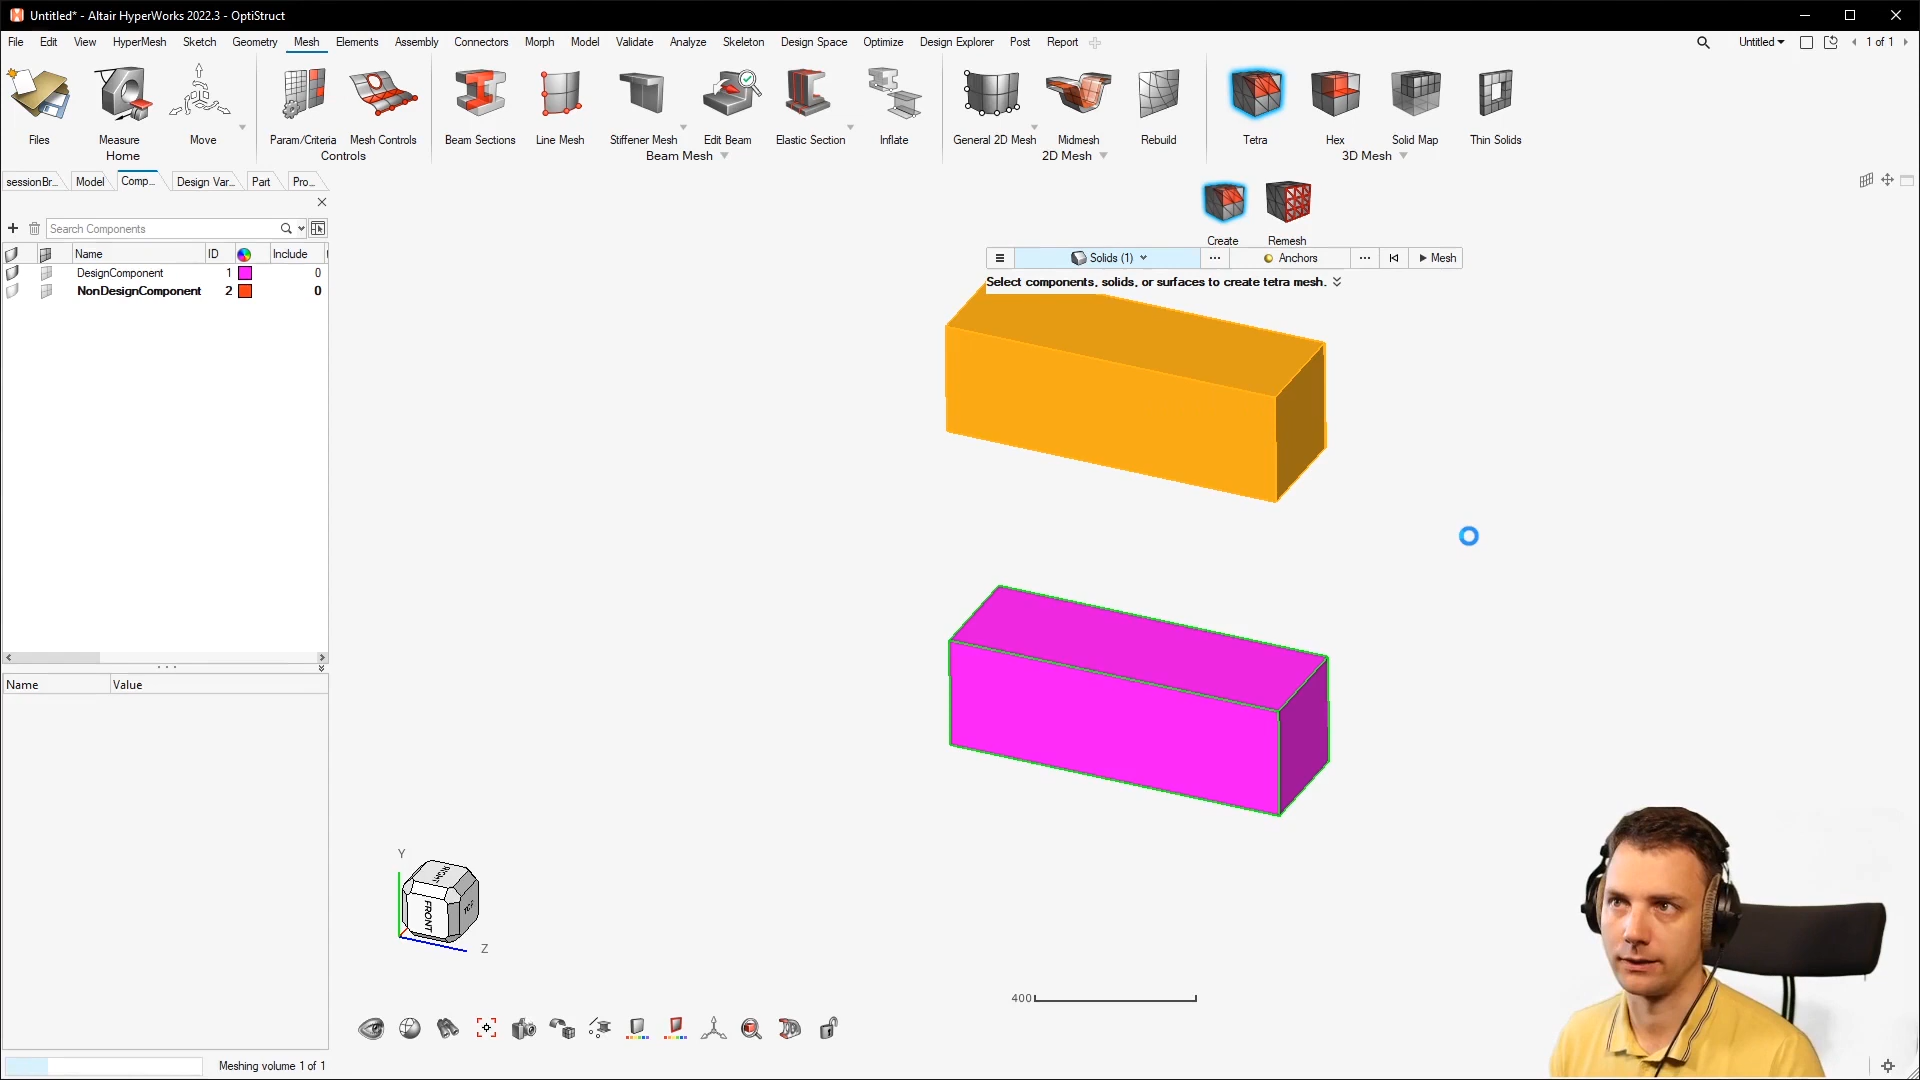 Untitled* - Altair HyperWorks 2022.3 - OptiStruct
File Edit View HyperMesh Sketch Geometry Mesh Elements Assembly Connectors Morph Model Validate Analyze Skeleton Design Space Optimize Design Explorer Post Report Untitled 1 of 1
Files Measure Move Param/Criteria Mesh Controls Beam Sections Line Mesh Stiffener Mesh Edit Beam Elastic Section Inflate General 2D Mesh Midmesh Rebuild Tetra Hex Solid Map Thin Solids
Home Controls Beam Mesh 2D Mesh 3D Mesh
sessionBr... Model Comp... Design Var... Part Pro...
Search Components
Create Remesh
Name ID Include
Solids (1) ... Anchors ... Mesh
DesignComponent 1 0
Select components, solids, or surfaces to create tetra mesh.
NonDesignComponent 2 0
Name Value
Y
RIGHT
FRONT
TOP
Z
400
Meshing volume 1 of 1